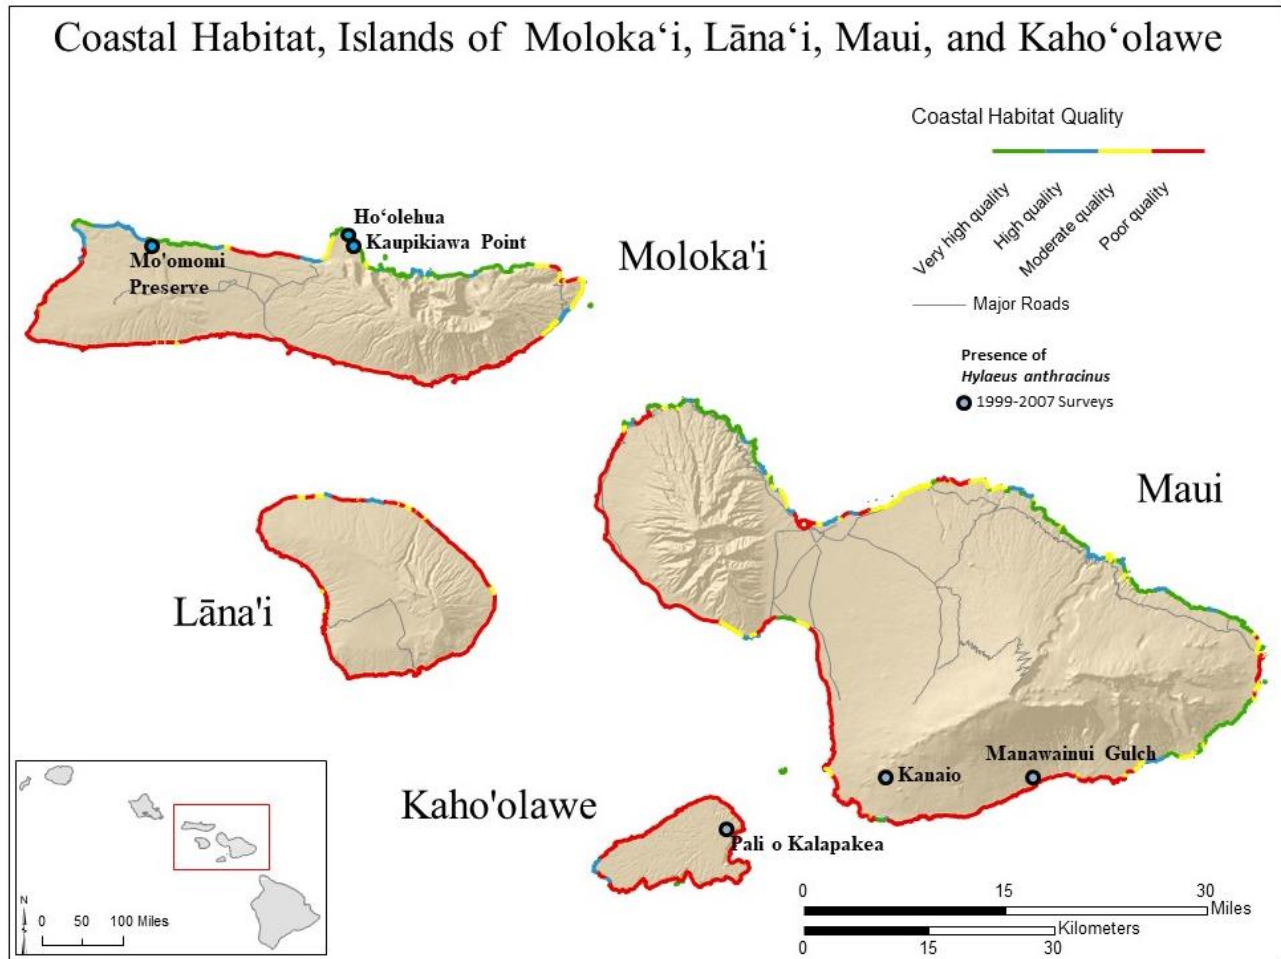 Coastal Habitat, Islands of Moloka‘i, Lāna‘i, Maui, and Kaho‘olawe
Coastal Habitat Quality
Very high quality
High quality
Moderate quality
Poor quality
Major Roads
Presence of
Hylaeus anthracinus
1999-2007 Surveys
Ho‘olehua
Kaupikiawa Point
Mo'omomi
Preserve
Moloka'i
Maui
Lāna'i
Manawainui Gulch
Kanaio
Kaho'olawe
Pali o Kalapakea
N
0 50 100 Miles
0 15 30
Miles
Kilometers
0 15 30